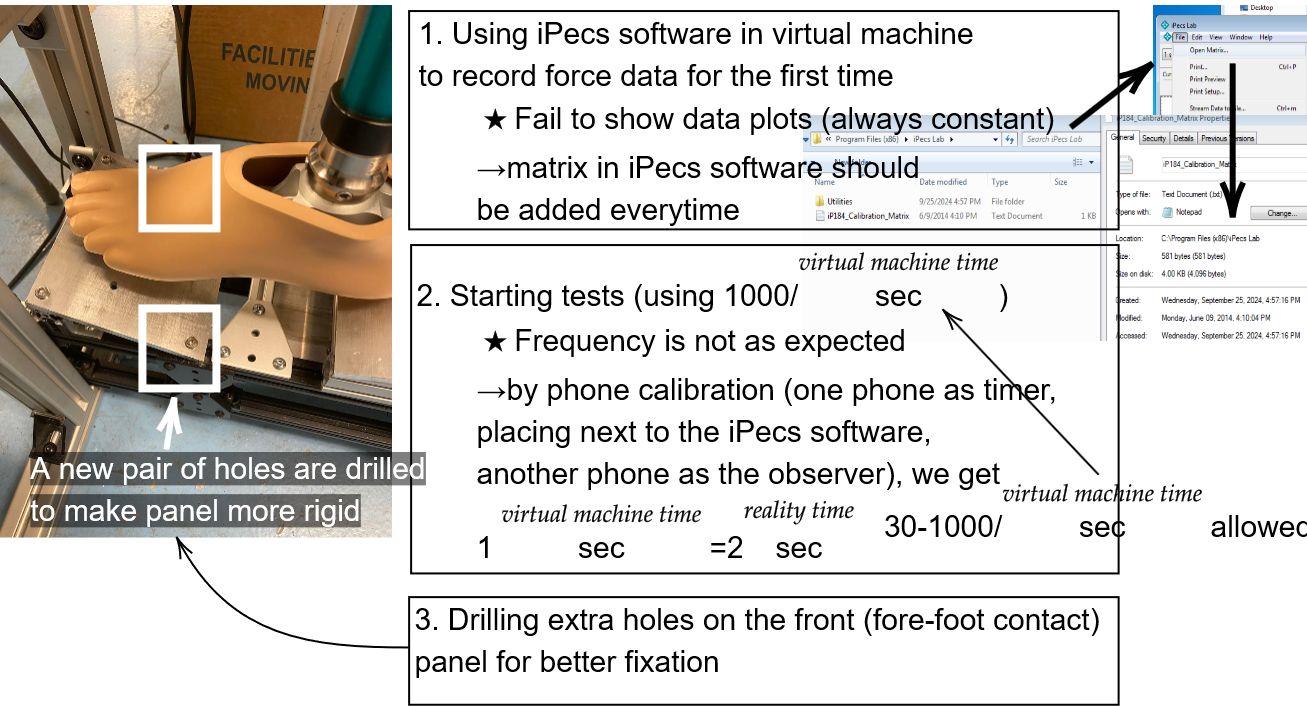 FACILITIE
MOVIN
A new pair of holes are drilled
to make panel more rigid
1. Using iPecs software in virtual machine
to record force data for the first time
★ Fail to show data plots (always constant)
→matrix in iPecs software should
be added everytime
virtual machine time
2. Starting tests (using 1000/ sec )
★ Frequency is not as expected
→by phone calibration (one phone as timer,
placing next to the iPecs software,
another phone as the observer), we get
virtual machine time reality time
1 sec =2 sec
virtual machine time
30-1000/ sec allowed
3. Drilling extra holes on the front (fore-foot contact)
panel for better fixation
Desktop
iPecs Lab
File Edit View Window Help
Open Matrix...
Print... Ctrl+P
Print Preview
Print Setup...
Stream Data to Ctrl+m
« Program Files (x86) ▸ iPecs Lab ▸ Search iPecs Lab
New folder
Name Date modified Type Size
Utilities 9/25/2024 4:57 PM File folder
iP184_Calibration_Matrix 6/9/2014 4:10 PM Text Document 1 KB
iP184_Calibration_Matrix Properties
General Security Details Previous Versions
iP184_Calibration_Mat
Type of file: Text Document (.txt)
Opens with: Notepad Change...
Location: C:\Program Files (x86)\iPecs Lab
Size: 581 bytes (581 bytes)
Size on disk: 4.00 KB (4,096 bytes)
Created: Wednesday, September 25, 2024, 4:57:16 PM
Modified: Monday, June 09, 2014, 4:10:04 PM
Accessed: Wednesday, September 25, 2024, 4:57:16 PM